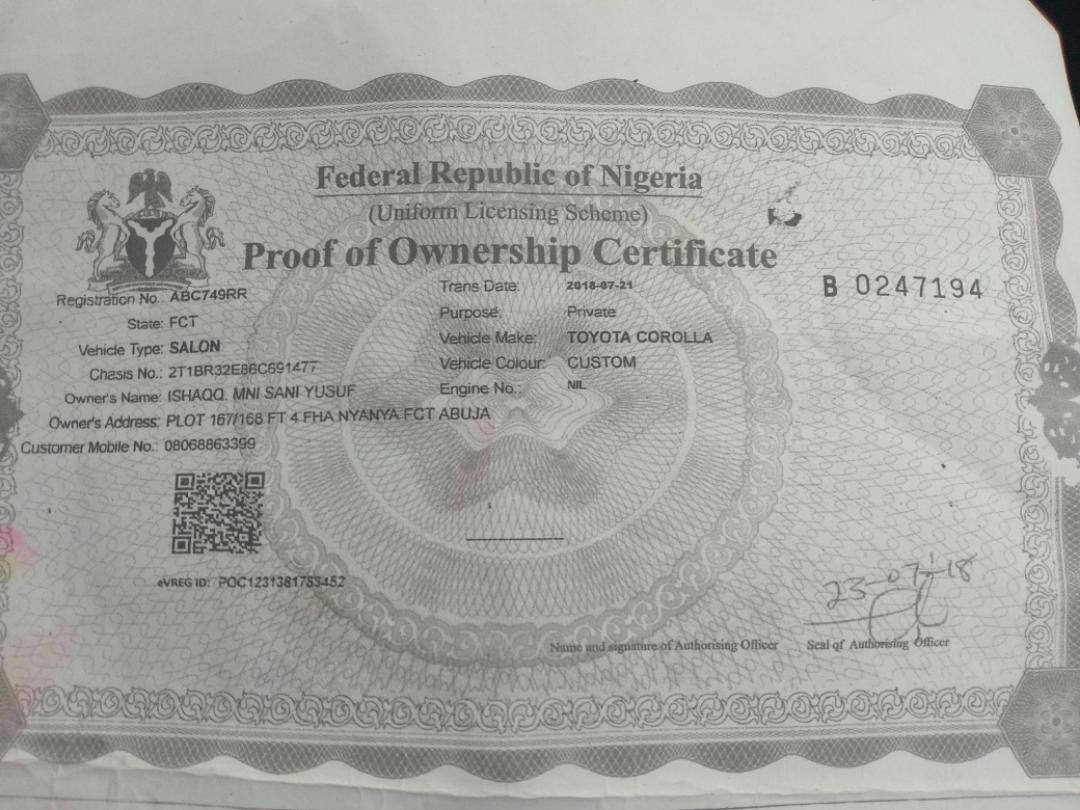 Federal Republic of Nigeria
(Uniform Licensing Scheme)
Proof of Ownership Certificate
B 0247194
Registration No. ABC749RR
State: FCT
Vehicle Type: SALON
Chasis No.: 2T1BR32E86C691477
Owner's Name: ISHAQQ. MNI SANI YUSUF
Owner's Address: PLOT 167/168 FT 4 FHA NYANYA FCT ABUJA
Customer Mobile No.: 08068863399
Trans Date: 2018-07-21
Purpose: Private
Vehicle Make: TOYOTA COROLLA
Vehicle Colour: CUSTOM
Engine No.: NIL
eVREG ID: POC1231381753452
23-07-18
Name and signature of Authorising Officer
Seal of Authorising Officer